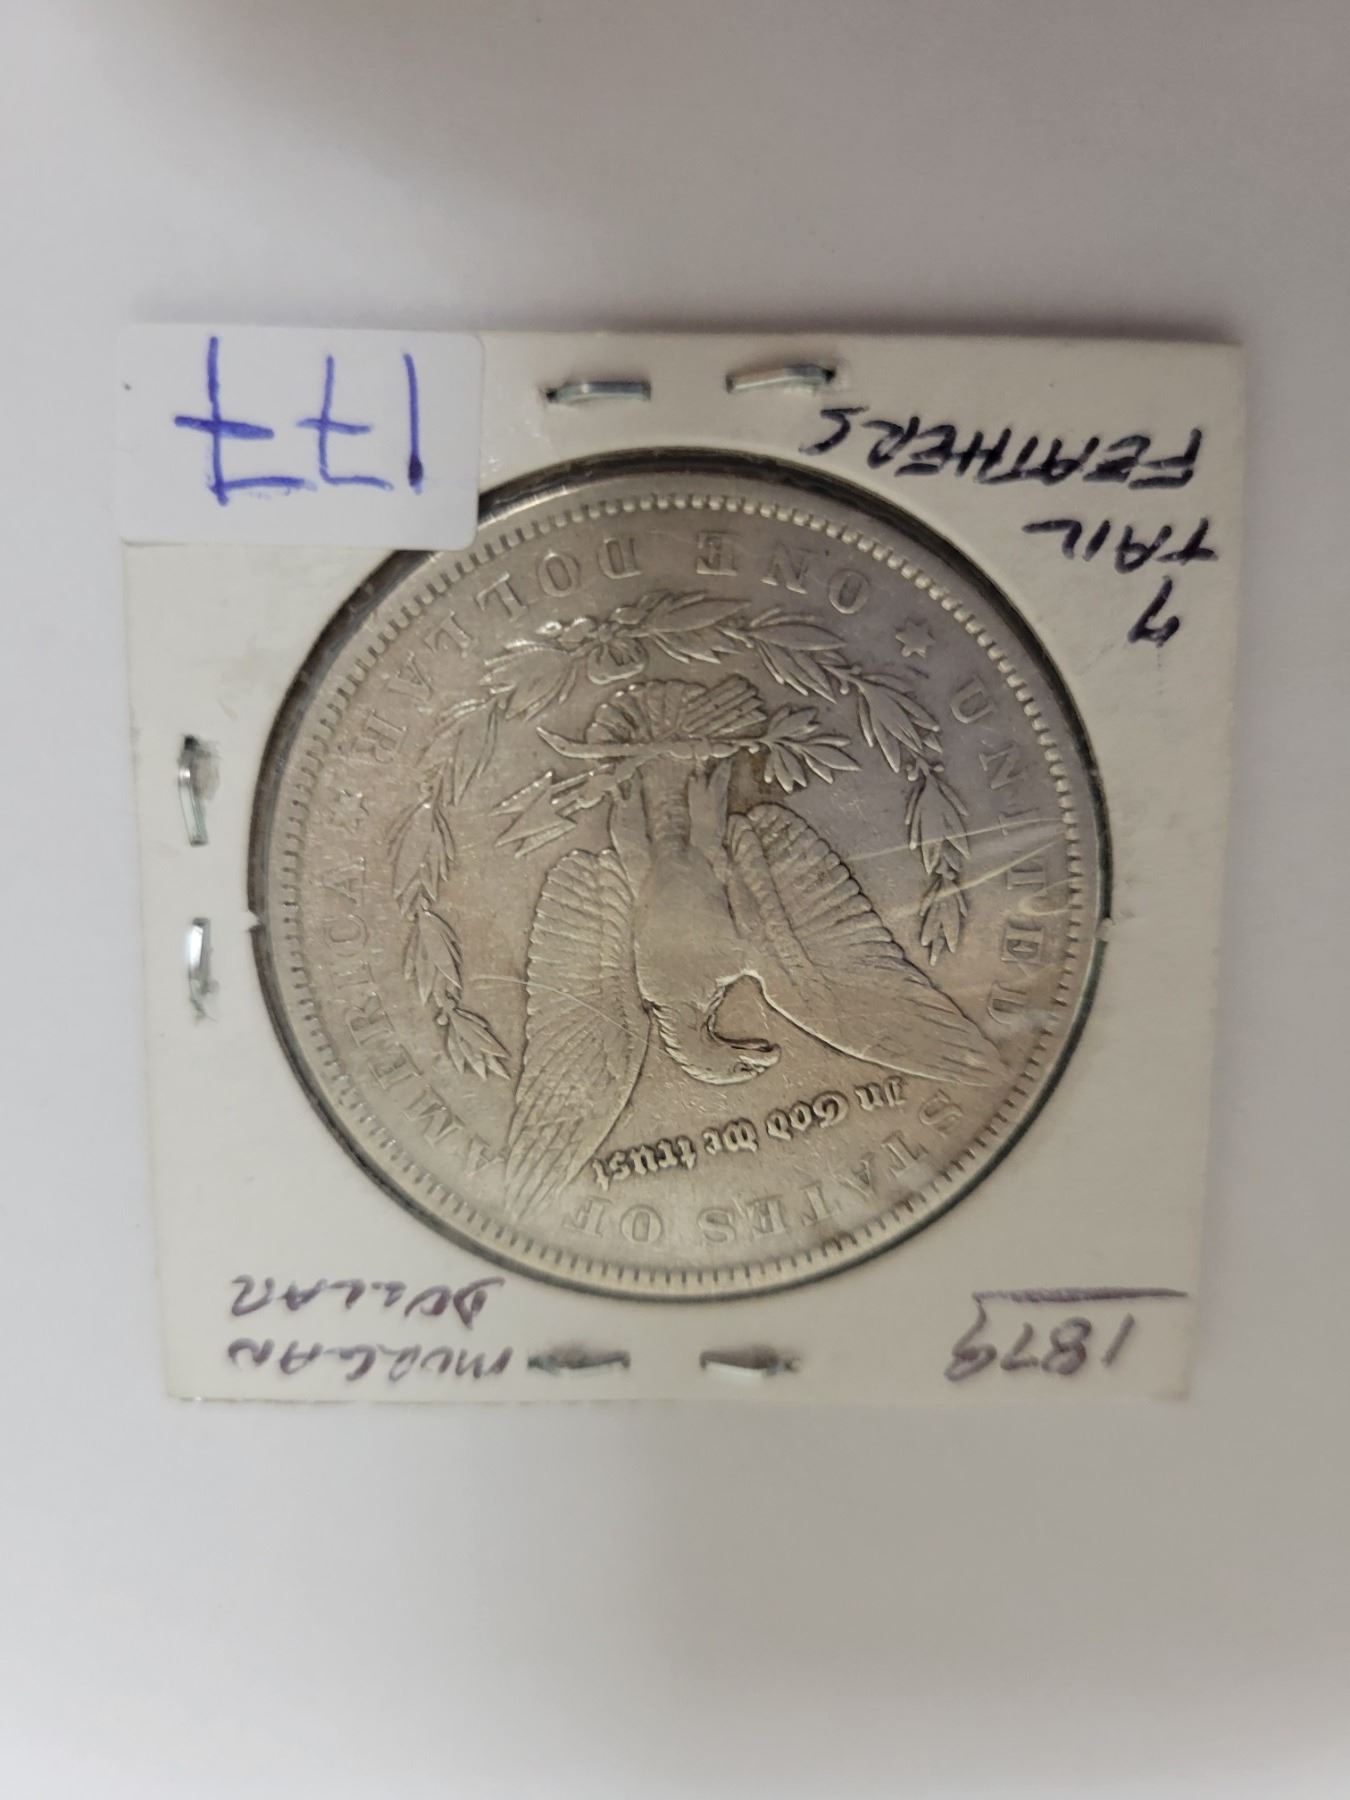 1879
MORGAN
DOLLAR
UNITED STATES OF AMERICA
In God We trust
ONE DOLLAR
7
TAIL
FEATHERS
177